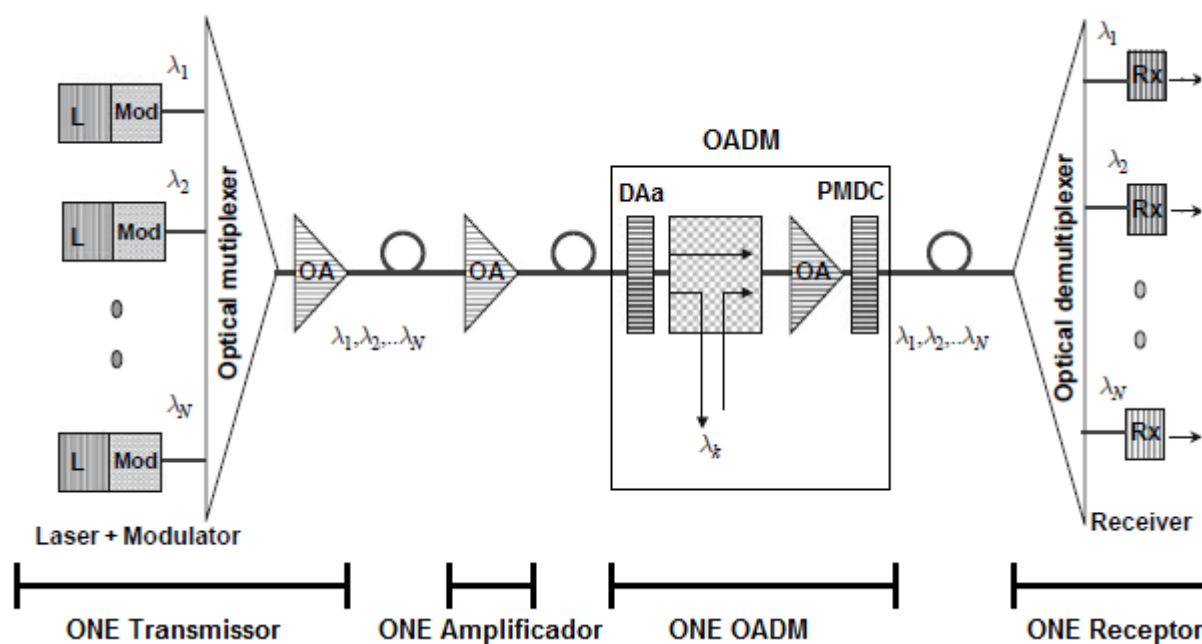 λ1
L Mod
λ2
L Mod
λN
L Mod
Laser + Modulator
Optical mutiplexer
OA
λ1,λ2,..λN
OA
OADM
DAa
PMDC
OA
λk
λ1,λ2,..λN
Optical demultiplexer
λ1
Rx
λ2
Rx
λN
Rx
Receiver
ONE Transmissor
ONE Amplificador
ONE OADM
ONE Receptor